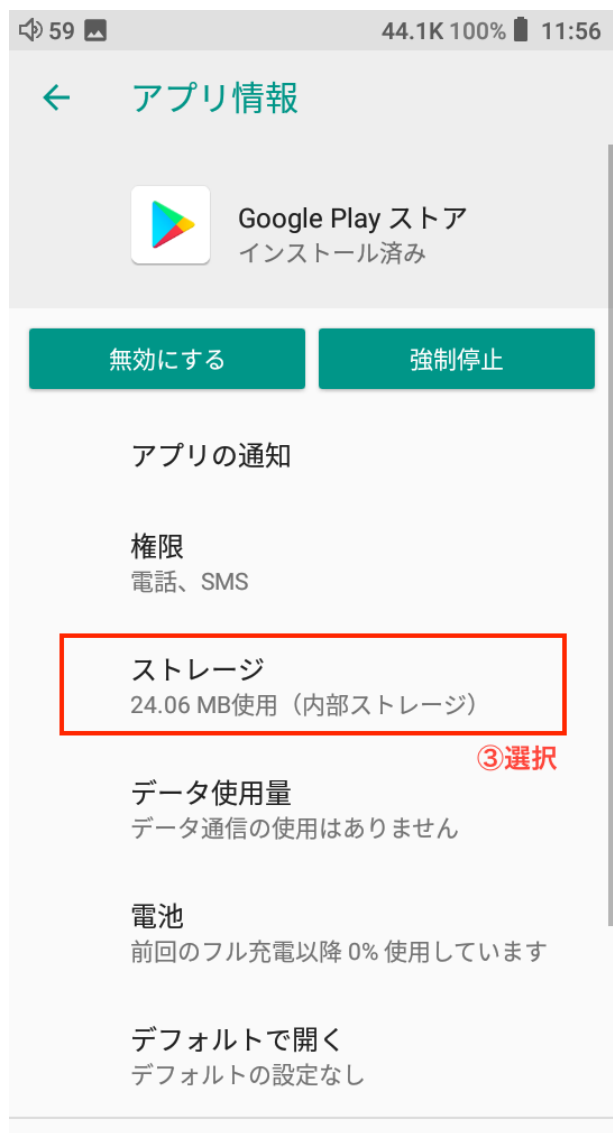 59 44.1K 100% 11:56
アプリ情報
Google Play ストア
インストール済み
無効にする 強制停止
アプリの通知
権限
電話、SMS
ストレージ
24.06 MB使用（内部ストレージ）
③選択
データ使用量
データ通信の使用はありません
電池
前回のフル充電以降 0% 使用しています
デフォルトで開く
デフォルトの設定なし